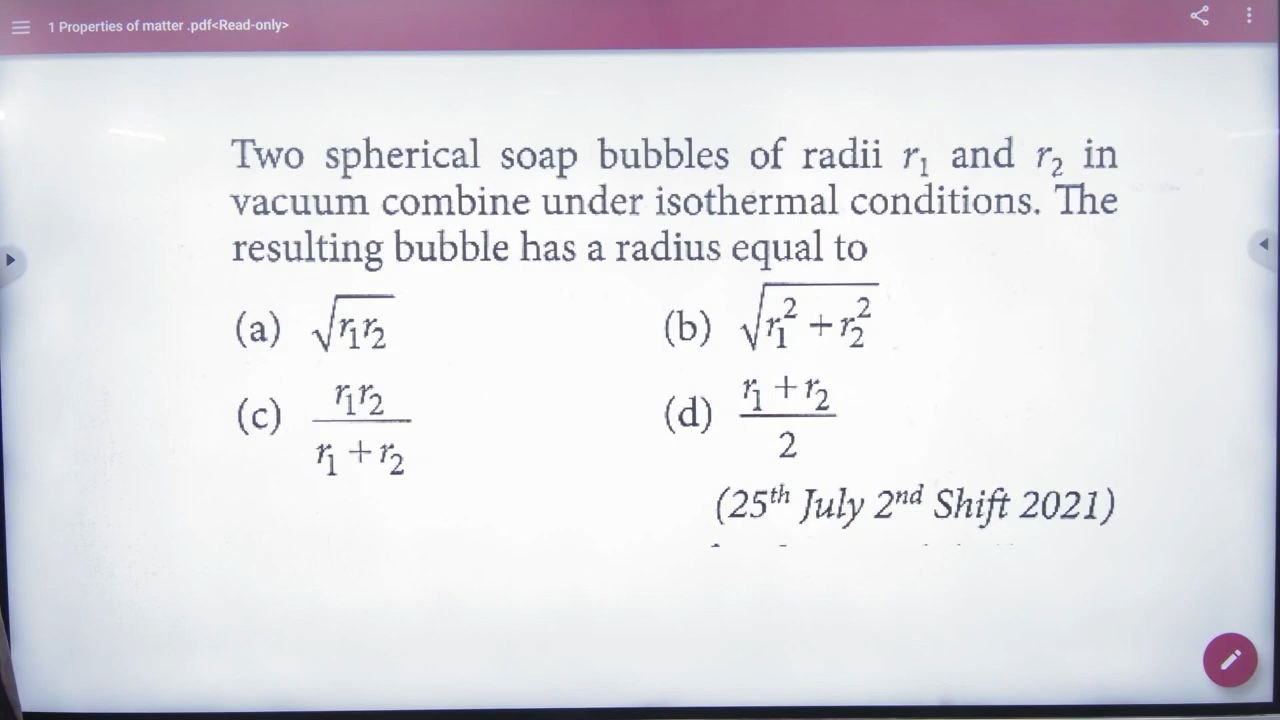 1 Properties of matter .pdf<Read-only>
Two spherical soap bubbles of radii r₁ and r₂ in
vacuum combine under isothermal conditions. The
resulting bubble has a radius equal to
(a) √(r₁r₂) (b) √(r₁² + r₂²)
(c) r₁r₂ / (r₁ + r₂) (d) (r₁ + r₂) / 2
(25th July 2nd Shift 2021)